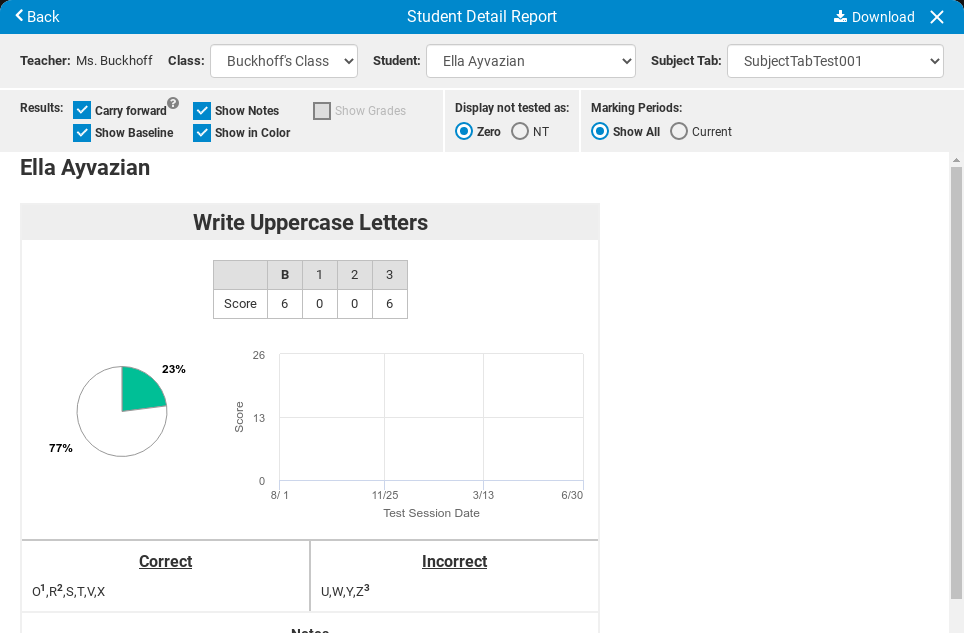 Back Student Detail Report Download
Teacher: Ms. Buckhoff Class: Buckhoff's Class Student: Ella Ayvazian Subject Tab: SubjectTabTest001
Results: Carry forward ? Show Notes Show Grades Display not tested as: Marking Periods:
Show Baseline Show in Color Zero NT Show All Current
Ella Ayvazian
Write Uppercase Letters
B 1 2 3
Score 6 0 0 6
23%
77%
26
13
0
Score
8/ 1 11/25 3/13 6/30
Test Session Date
Correct Incorrect
O¹,R²,S,T,V,X U,W,Y,Z³
Notes